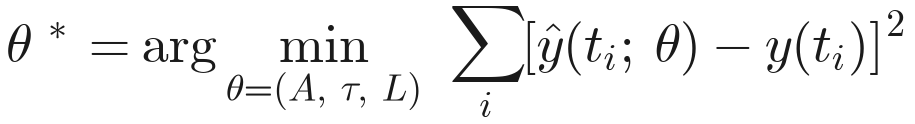 θ* = arg min_{θ=(A, τ, L)} ∑_i [ŷ(t_i; θ) − y(t_i)]²